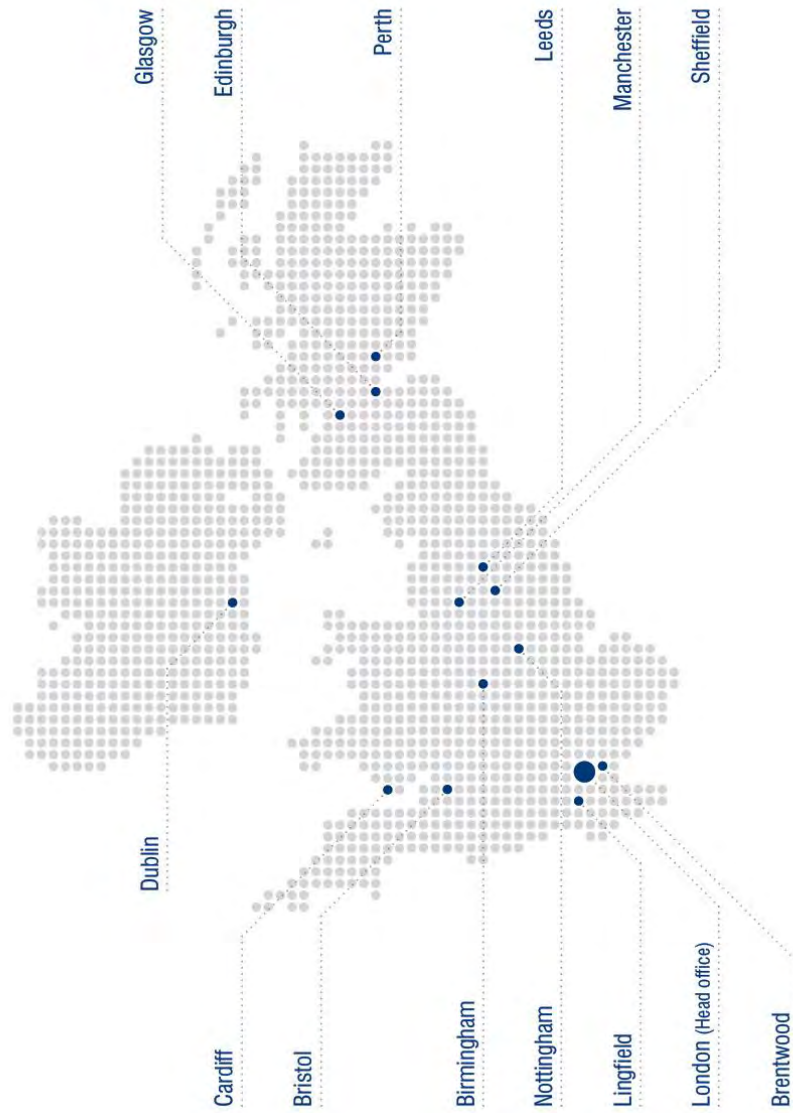 Glasgow
Edinburgh
Perth
Leeds
Manchester
Sheffield
Dublin
Cardiff
Bristol
Birmingham
Nottingham
Lingfield
London (Head office)
Brentwood